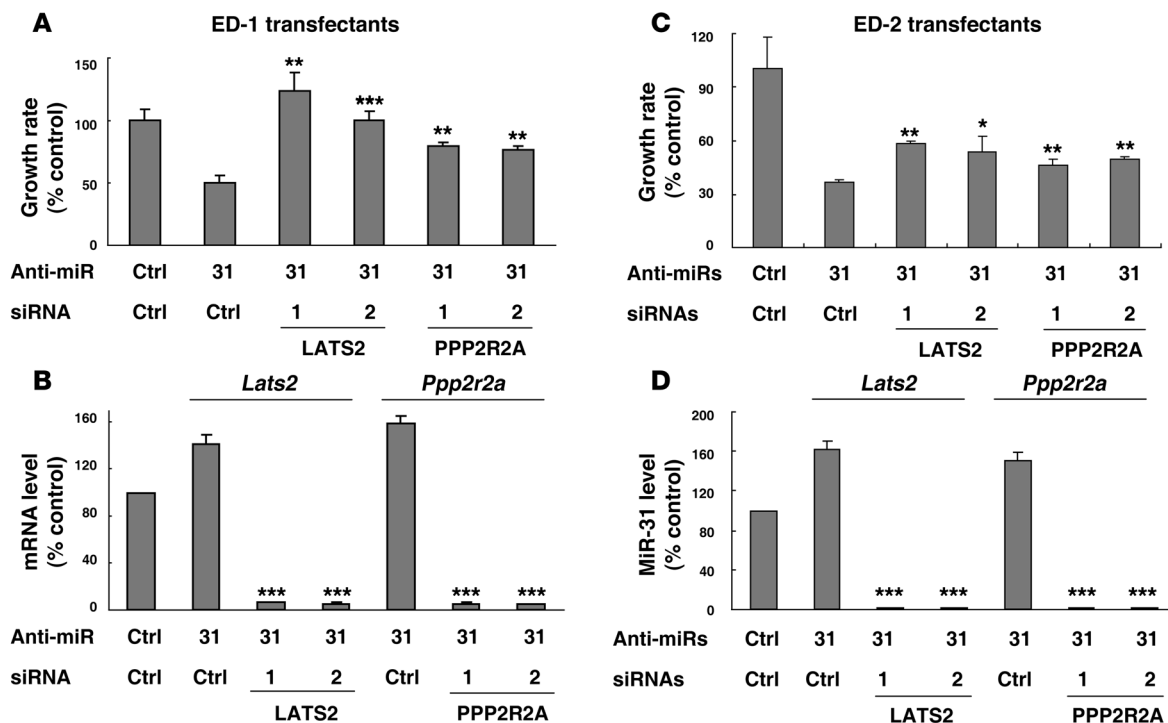 A
ED-1 transfectants
Growth rate
(% control)
150
100
50
0
**
***
**
**
Anti-miR Ctrl 31 31 31 31 31
siRNA Ctrl Ctrl 1 2 1 2
LATS2 PPP2R2A
B
Lats2 Ppp2r2a
mRNA level
(% control)
160
120
80
40
0
***
***
***
***
Anti-miR Ctrl 31 31 31 31 31 31
siRNA Ctrl Ctrl 1 2 Ctrl 1 2
LATS2 PPP2R2A
C
ED-2 transfectants
Growth rate
(% control)
120
90
60
30
0
**
*
**
**
Anti-miRs Ctrl 31 31 31 31 31
siRNAs Ctrl Ctrl 1 2 1 2
LATS2 PPP2R2A
D
Lats2 Ppp2r2a
MiR-31 level
(% control)
200
160
120
80
40
0
***
***
***
***
Anti-miRs Ctrl 31 31 31 31 31 31
siRNAs Ctrl Ctrl 1 2 Ctrl 1 2
LATS2 PPP2R2A